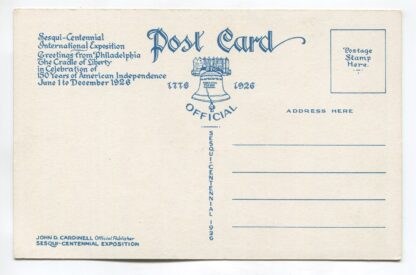 Sesqui-Centennial
International Exposition
Greetings from Philadelphia
The Cradle of Liberty
in Celebration of
150 Years of American Independence
June 1 to December 1926
Post Card
1776 1926
OFFICIAL
Postage
Stamp
Here.
ADDRESS HERE
SESQUICENTENNIAL 1926
JOHN D. CARDINELL Official Publisher
SESQUI-CENTENNIAL EXPOSITION